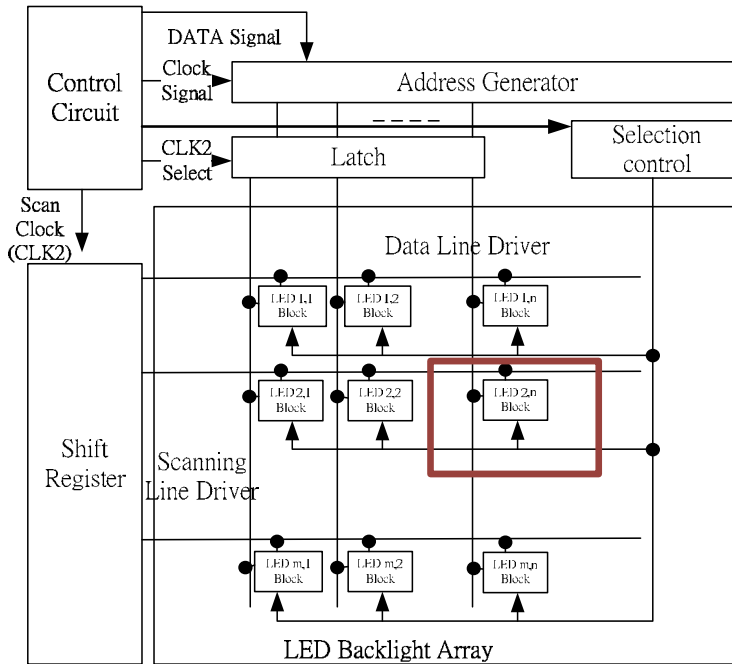 DATA Signal
Control
Circuit
Clock
Signal
Address Generator
CLK2
Select
Latch
Selection
control
Scan
Clock
(CLK2)
Data Line Driver
LED 1,1
Block
LED 1,2
Block
LED 1,n
Block
LED 2,1
Block
LED 2,2
Block
LED 2,n
Block
Shift
Register
Scanning
Line Driver
LED m,1
Block
LED m,2
Block
LED m,n
Block
LED Backlight Array